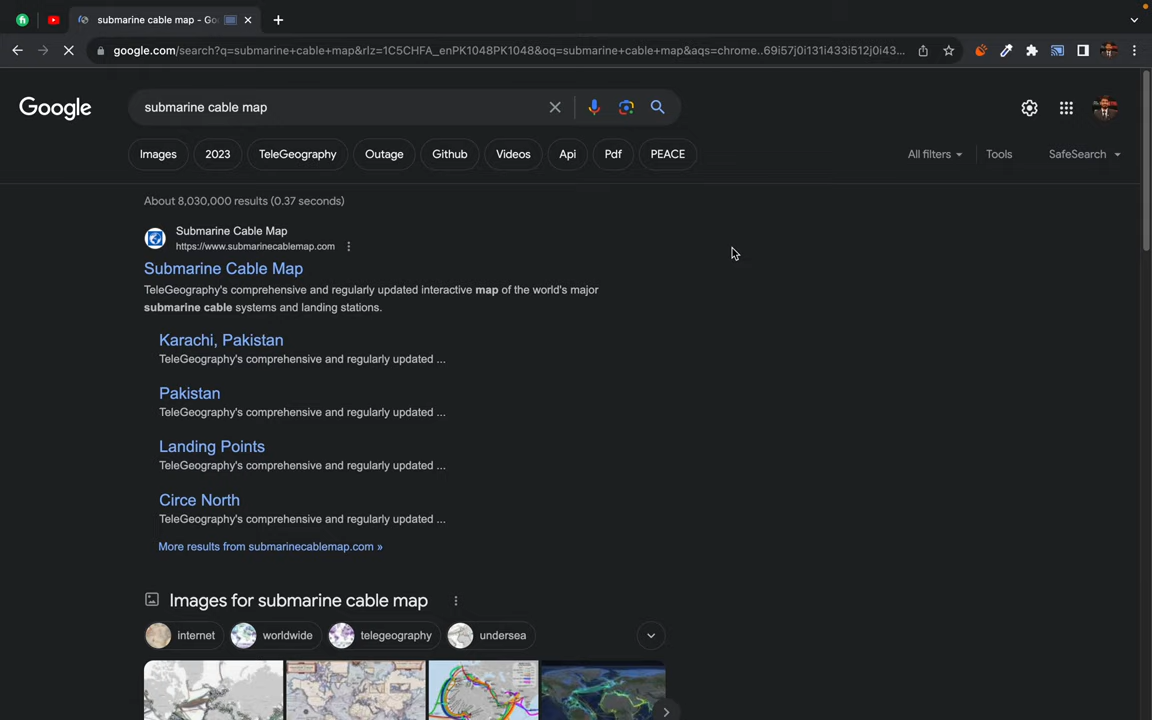 submarine cable map - Go
google.com/search?q=submarine+cable+map&rlz=1C5CHFA_enPK1048PK1048&oq=submarine+cable+map&aqs=chrome..69i57j0i131i433i512j0i43...
Google
submarine cable map
Images
2023
TeleGeography
Outage
Github
Videos
Api
Pdf
PEACE
All filters
Tools
SafeSearch
About 8,030,000 results (0.37 seconds)
Submarine Cable Map
https://www.submarinecablemap.com
Submarine Cable Map
TeleGeography's comprehensive and regularly updated interactive map of the world's major
submarine cable systems and landing stations.
Karachi, Pakistan
TeleGeography's comprehensive and regularly updated ...
Pakistan
TeleGeography's comprehensive and regularly updated ...
Landing Points
TeleGeography's comprehensive and regularly updated ...
Circe North
TeleGeography's comprehensive and regularly updated ...
More results from submarinecablemap.com »
Images for submarine cable map
internet
worldwide
telegeography
undersea